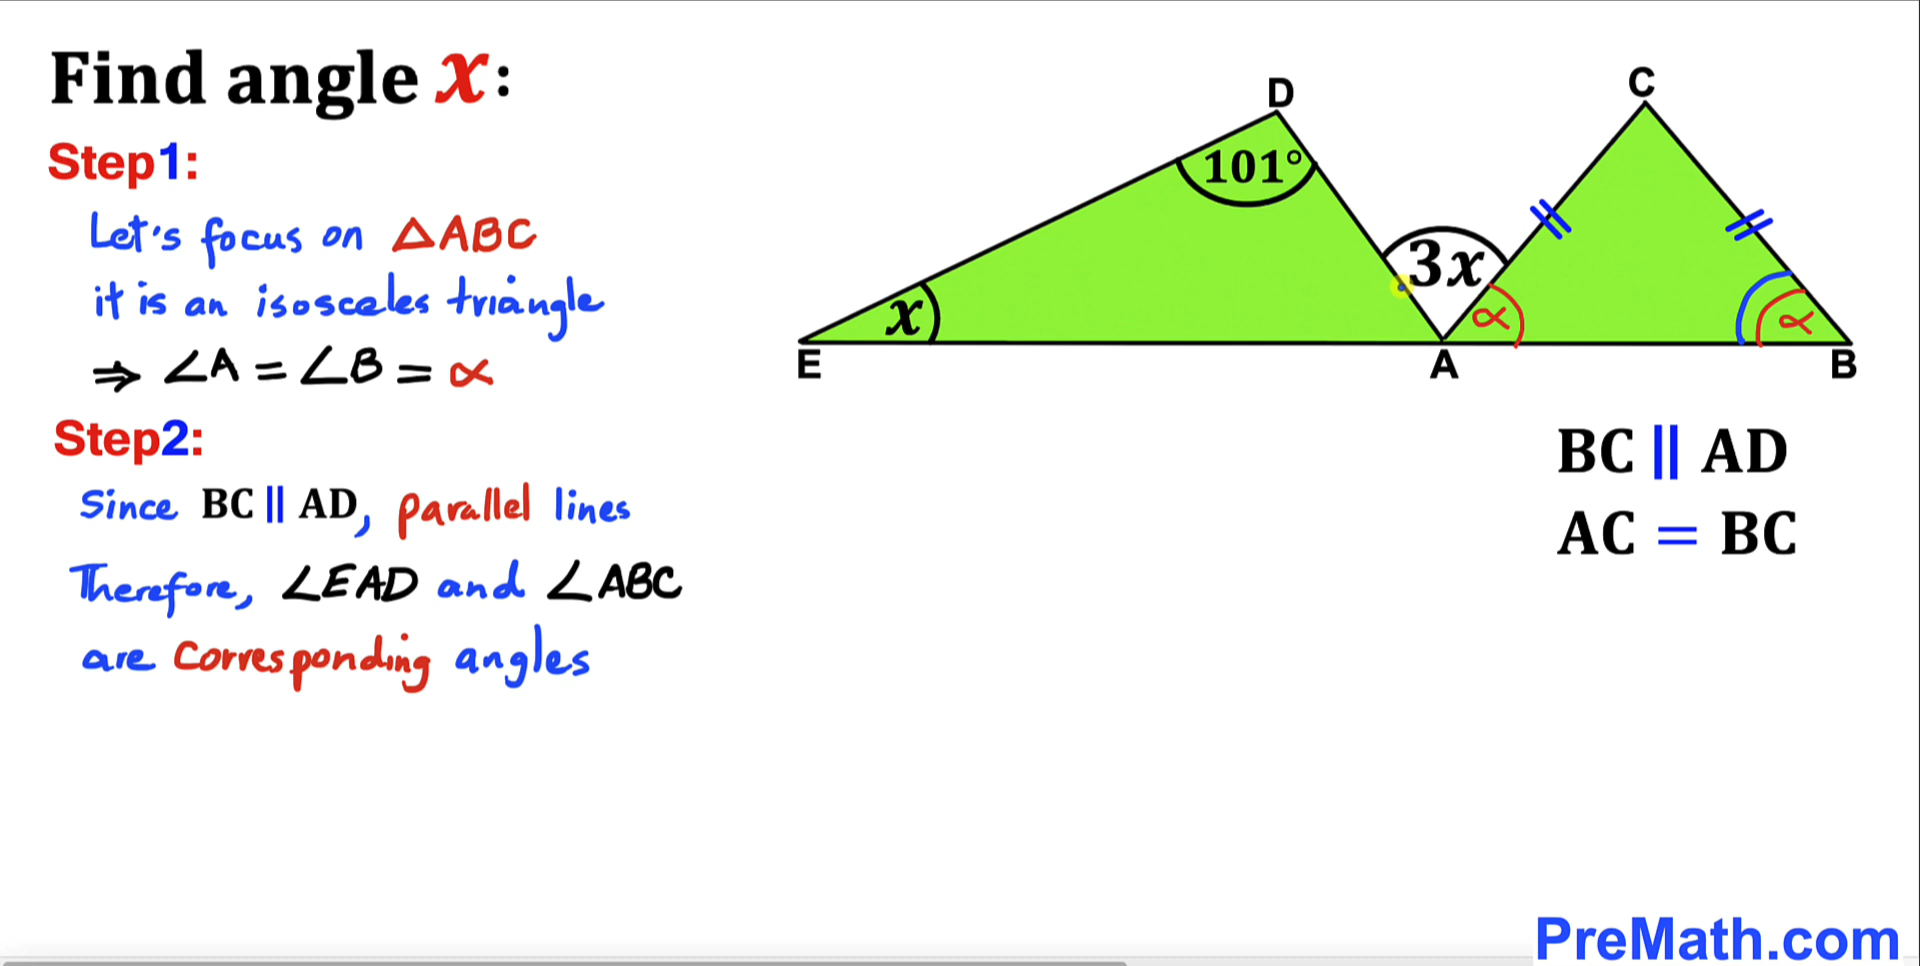 Find angle x:
Step1:
Let's focus on △ABC
it is an isosceles triangle
⇒ ∠A = ∠B = α
Step2:
Since BC || AD, parallel lines
Therefore, ∠EAD and ∠ABC
are corresponding angles
D
C
101°
3x
x
α
α
E
A
B
BC || AD
AC = BC
PreMath.com